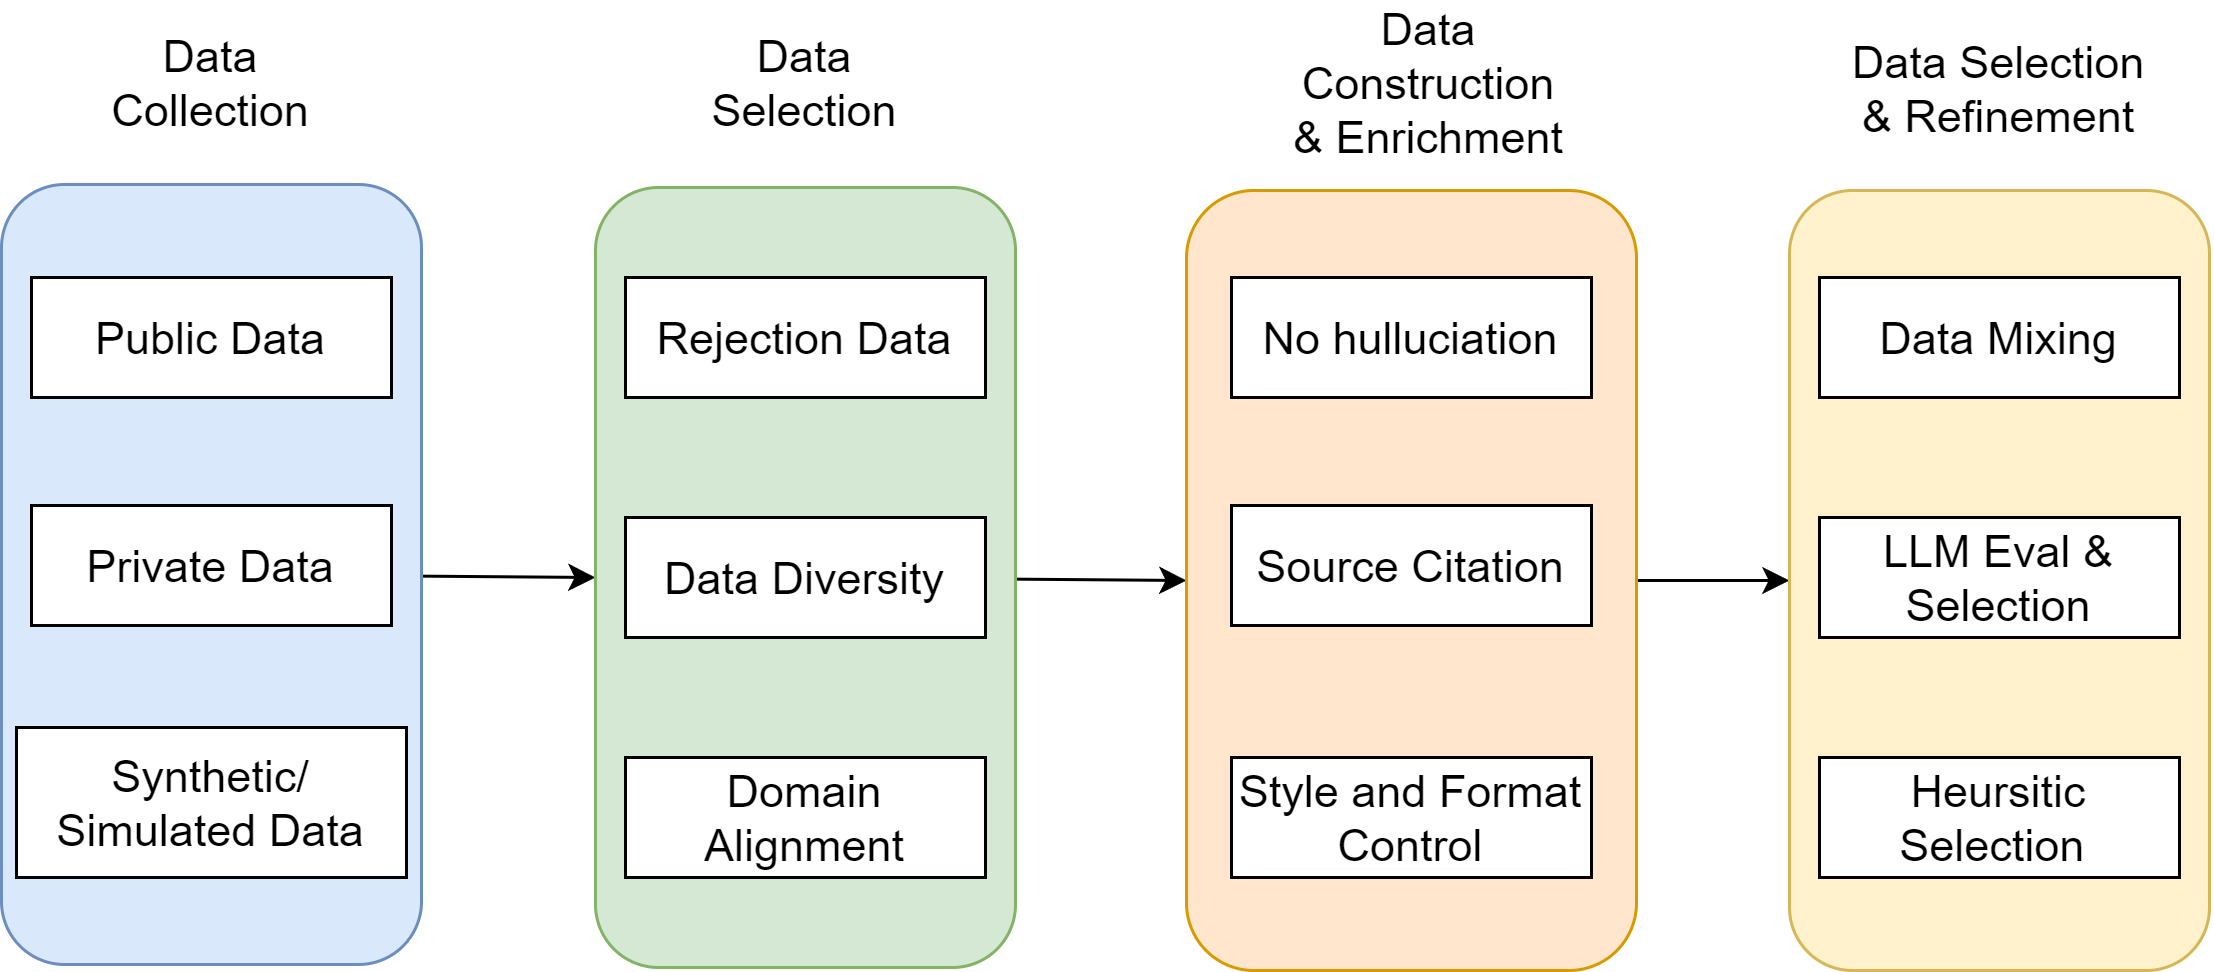 Data
Collection
Public Data
Private Data
Synthetic/
Simulated Data
Data
Selection
Rejection Data
Data Diversity
Domain
Alignment
Data
Construction
& Enrichment
No hulluciation
Source Citation
Style and Format
Control
Data Selection
& Refinement
Data Mixing
LLM Eval &
Selection
Heursitic
Selection